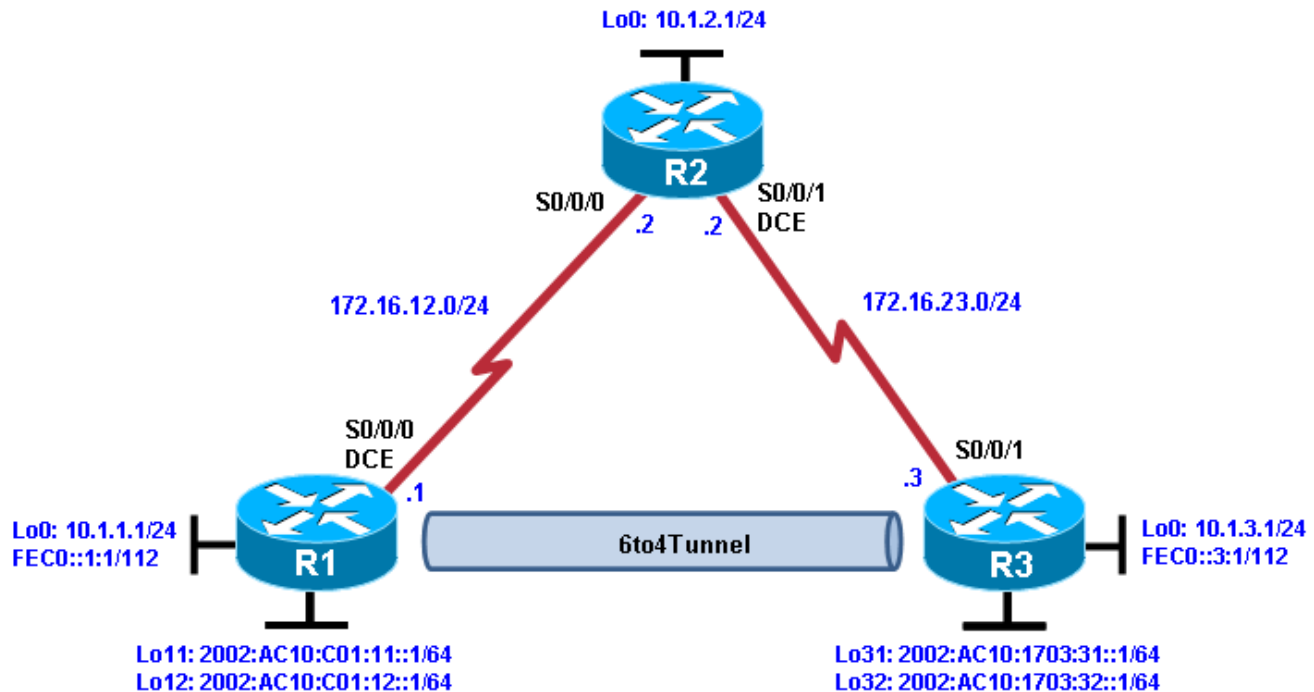 Lo0: 10.1.2.1/24
R2
S0/0/0
S0/0/1
DCE
.2
.2
172.16.12.0/24
172.16.23.0/24
S0/0/0
DCE
S0/0/1
.1
.3
Lo0: 10.1.1.1/24
FEC0::1:1/112
R1
6to4Tunnel
R3
Lo0: 10.1.3.1/24
FEC0::3:1/112
Lo11: 2002:AC10:C01:11::1/64
Lo12: 2002:AC10:C01:12::1/64
Lo31: 2002:AC10:1703:31::1/64
Lo32: 2002:AC10:1703:32::1/64